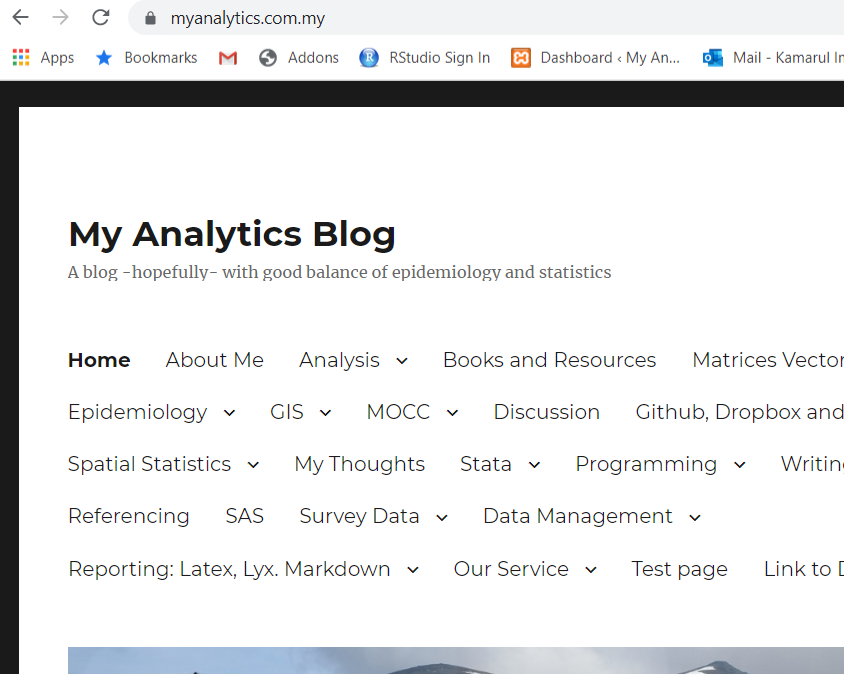 myanalytics.com.my
Apps Bookmarks Addons RStudio Sign In Dashboard ‹ My An... Mail - Kamarul Im
My Analytics Blog
A blog -hopefully- with good balance of epidemiology and statistics
Home About Me Analysis Books and Resources Matrices Vector
Epidemiology GIS MOCC Discussion Github, Dropbox and
Spatial Statistics My Thoughts Stata Programming Writin
Referencing SAS Survey Data Data Management
Reporting: Latex, Lyx. Markdown Our Service Test page Link to